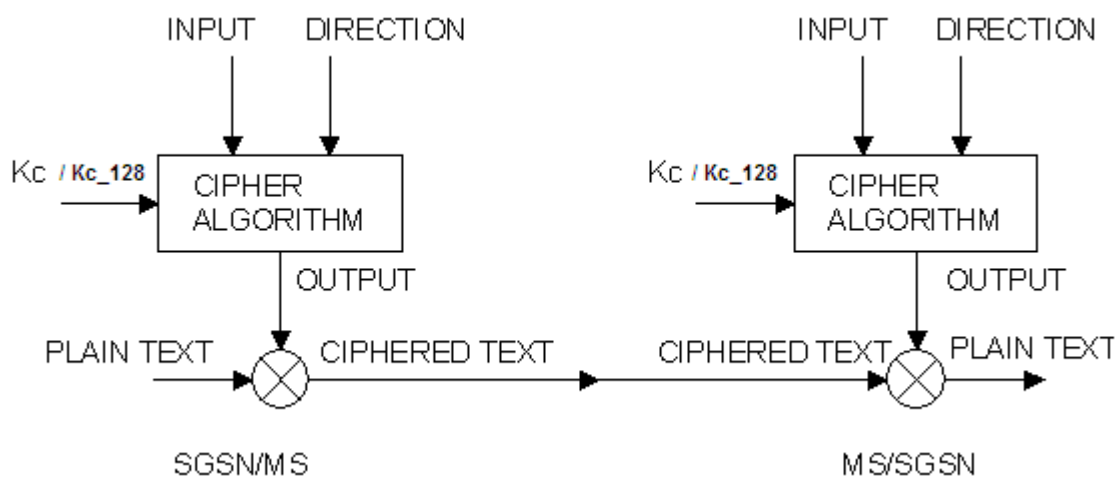 INPUT DIRECTION
INPUT DIRECTION
Kc / Kc_128
CIPHER
ALGORITHM
Kc / Kc_128
CIPHER
ALGORITHM
OUTPUT
OUTPUT
PLAIN TEXT
CIPHERED TEXT
CIPHERED TEXT
PLAIN TEXT
SGSN/MS
MS/SGSN